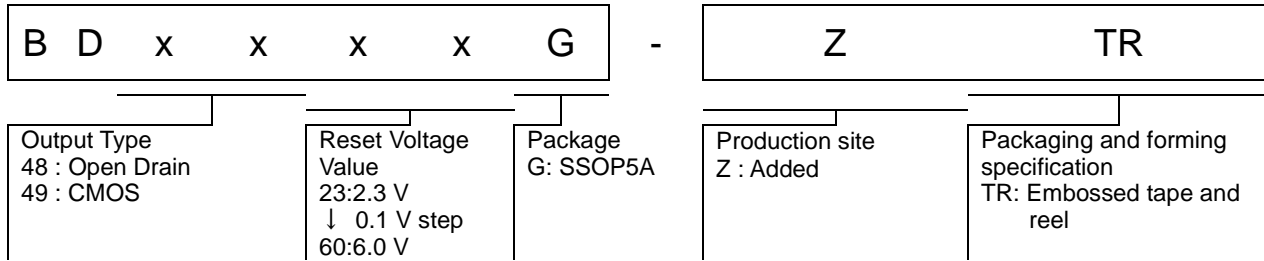 B D x x x x G - Z TR
Output Type
48 : Open Drain
49 : CMOS
Reset Voltage
Value
23:2.3 V
↓ 0.1 V step
60:6.0 V
Package
G: SSOP5A
Production site
Z : Added
Packaging and forming
specification
TR: Embossed tape and
reel